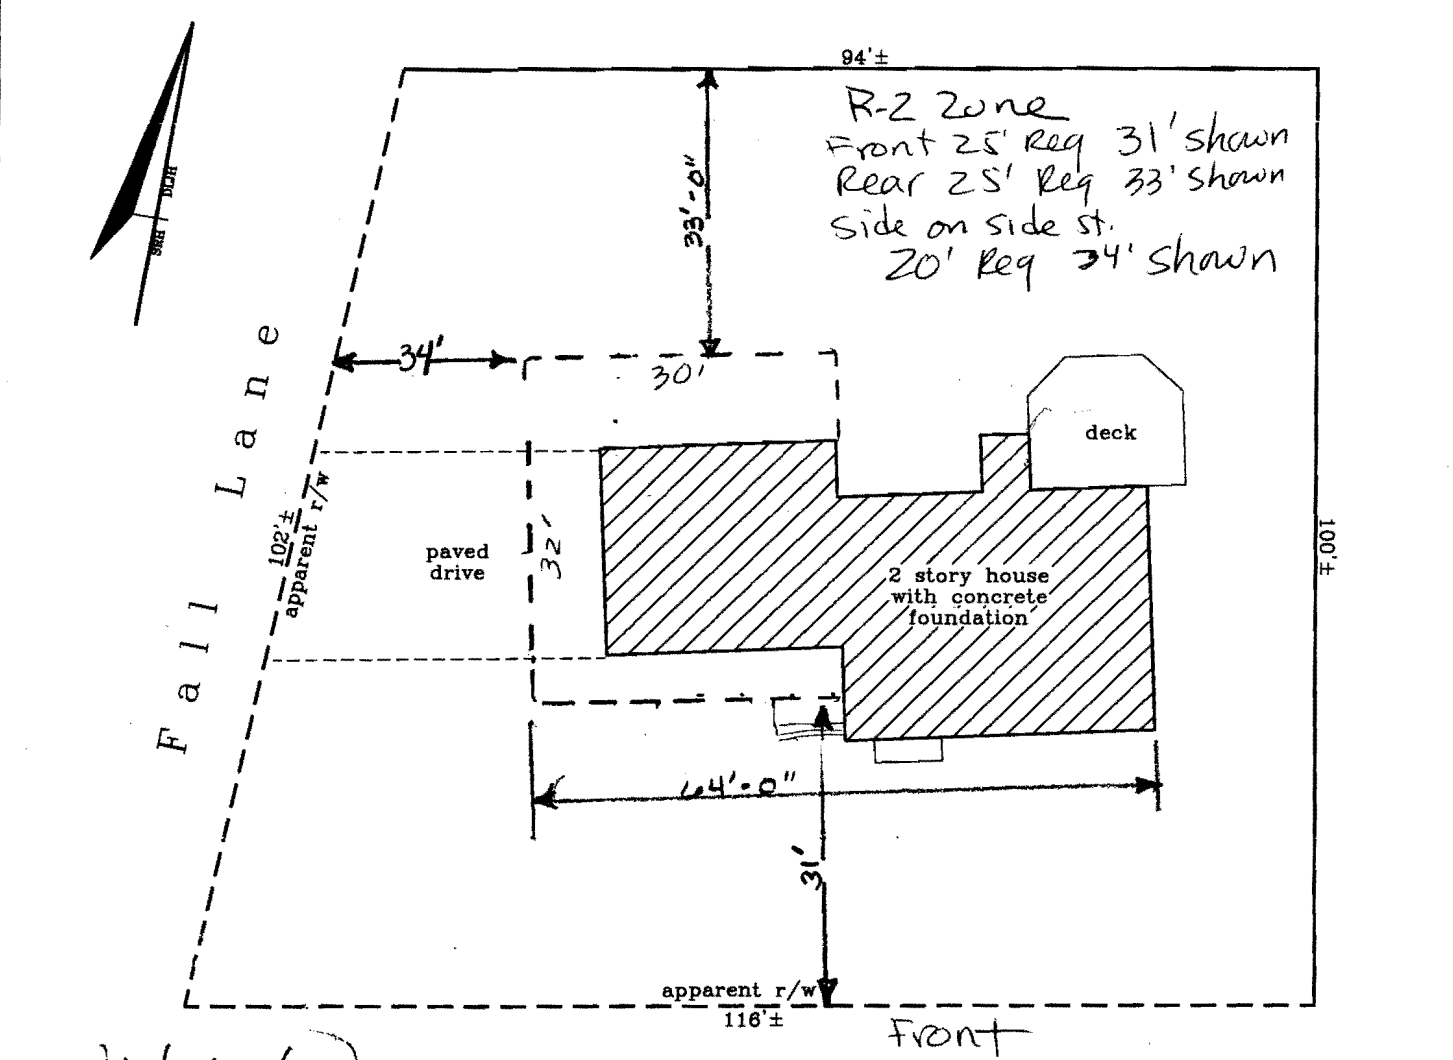 94'±
R-2 Zone
Front 25' Req 31' shown
Rear 25' Req 33' shown
side on side st.
20' Req 34' shown
33'-0"
34'
30'
Fall Lane
102'±
apparent r/w
paved
drive
32'
deck
2 story house
with concrete
foundation
100'±
64'-0"
31'
apparent r/w
116'±
Front